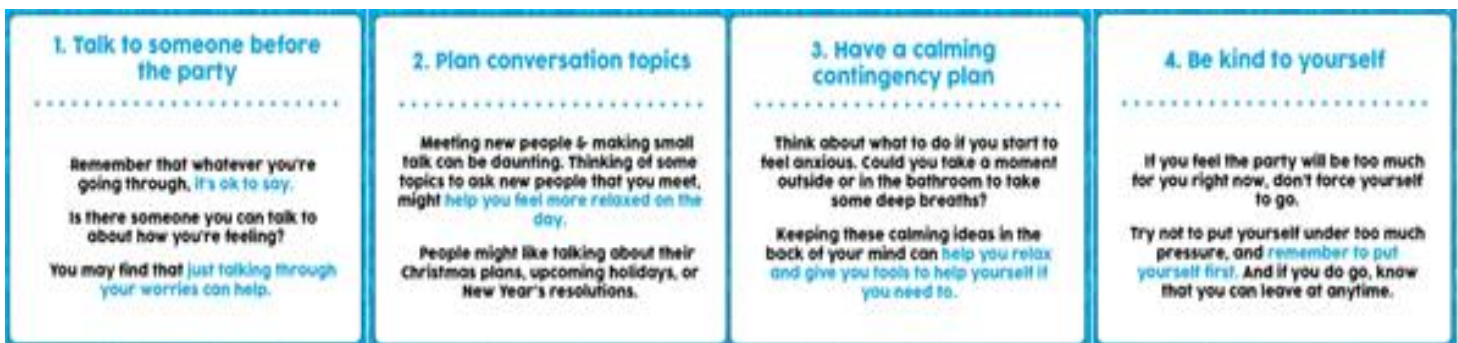 1. Talk to someone before
the party
Remember that whatever you're
going through, it's ok to say.
Is there someone you can talk to
about how you're feeling?
You may find that just talking through
your worries can help.
2. Plan conversation topics
Meeting new people & making small
talk can be daunting. Thinking of some
topics to ask new people that you meet,
might help you feel more relaxed on the
day.
People might like talking about their
Christmas plans, upcoming holidays, or
New Year's resolutions.
3. Have a calming
contingency plan
Think about what to do if you start to
feel anxious. Could you take a moment
outside or in the bathroom to take
some deep breaths?
Keeping these calming ideas in the
back of your mind can help you relax
and give you tools to help yourself if
you need to.
4. Be kind to yourself
If you feel the party will be too much
for you right now, don't force yourself
to go.
Try not to put yourself under too much
pressure, and remember to put
yourself first. And if you do go, know
that you can leave at anytime.